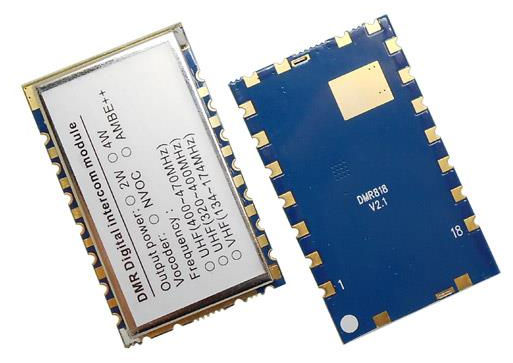 DMR Digital Intercom module
Output power: ○ 2W ○ 4W
Vocoder: ○ NVOC ○ AMBE++
Frequency:
○ UHF(400~470MHz)
○ UHF(320~400MHz)
○ VHF(134~174MHz)
DMR818
V2.1
1
18